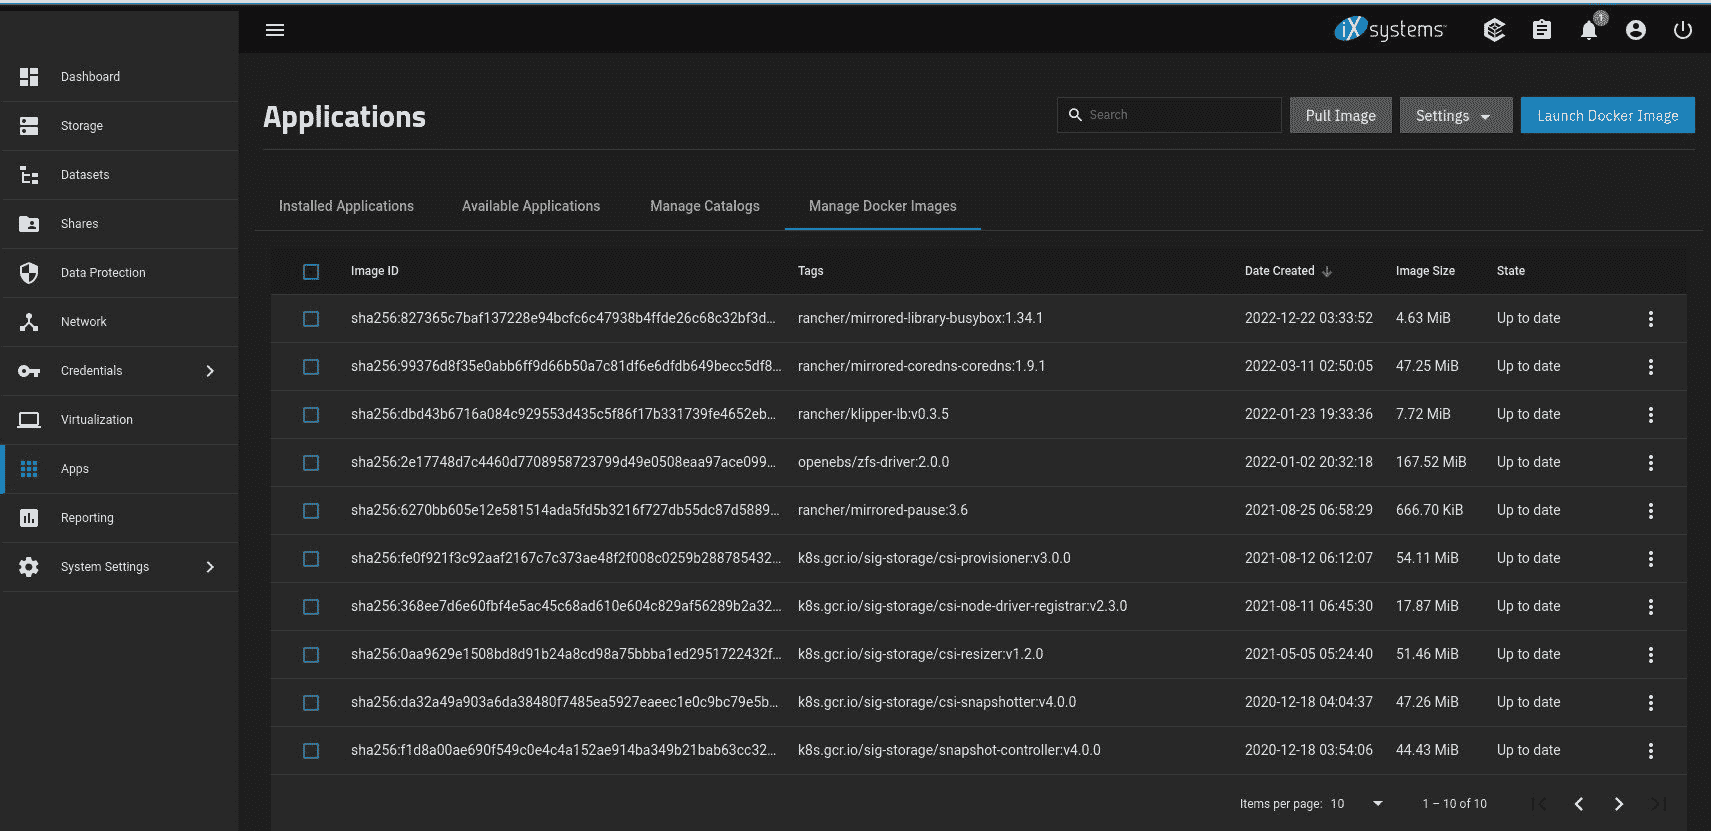 iXsystems
1
Dashboard
Storage
Datasets
Shares
Data Protection
Network
Credentials
Virtualization
Apps
Reporting
System Settings
Applications
Search
Pull Image
Settings
Launch Docker Image
Installed Applications Available Applications Manage Catalogs Manage Docker Images
Image ID Tags Date Created Image Size State
sha256:827365c7baf137228e94bcfc6c47938b4ffde26c68c32bf3d... rancher/mirrored-library-busybox:1.34.1 2022-12-22 03:33:52 4.63 MiB Up to date
sha256:99376d8f35e0abb6ff9d66b50a7c81df6e6dfdb649becc5df8... rancher/mirrored-coredns-coredns:1.9.1 2022-03-11 02:50:05 47.25 MiB Up to date
sha256:dbd43b6716a084c929553d435c5f86f17b331739fe4652eb... rancher/klipper-lb:v0.3.5 2022-01-23 19:33:36 7.72 MiB Up to date
sha256:2e17748d7c4460d7708958723799d49e0508eaa97ace099... openebs/zfs-driver:2.0.0 2022-01-02 20:32:18 167.52 MiB Up to date
sha256:6270bb605e12e581514ada5fd5b3216f727db55dc87d5889... rancher/mirrored-pause:3.6 2021-08-25 06:58:29 666.70 KiB Up to date
sha256:fe0f921f3c92aaf2167c7c373ae48f2f008c0259b288785432... k8s.gcr.io/sig-storage/csi-provisioner:v3.0.0 2021-08-12 06:12:07 54.11 MiB Up to date
sha256:368ee7d6e60fbf4e5ac45c68ad610e604c829af56289b2a32... k8s.gcr.io/sig-storage/csi-node-driver-registrar:v2.3.0 2021-08-11 06:45:30 17.87 MiB Up to date
sha256:0aa9629e1508bd8d91b24a8cd98a75bbba1ed2951722432f... k8s.gcr.io/sig-storage/csi-resizer:v1.2.0 2021-05-05 05:24:40 51.46 MiB Up to date
sha256:da32a49a903a6da38480f7485ea5927eaeec1e0c9bc79e5b... k8s.gcr.io/sig-storage/csi-snapshotter:v4.0.0 2020-12-18 04:04:37 47.26 MiB Up to date
sha256:f1d8a00ae690f549c0e4c4a152ae914ba349b21bab63cc32... k8s.gcr.io/sig-storage/snapshot-controller:v4.0.0 2020-12-18 03:54:06 44.43 MiB Up to date
Items per page: 10 1 – 10 of 10